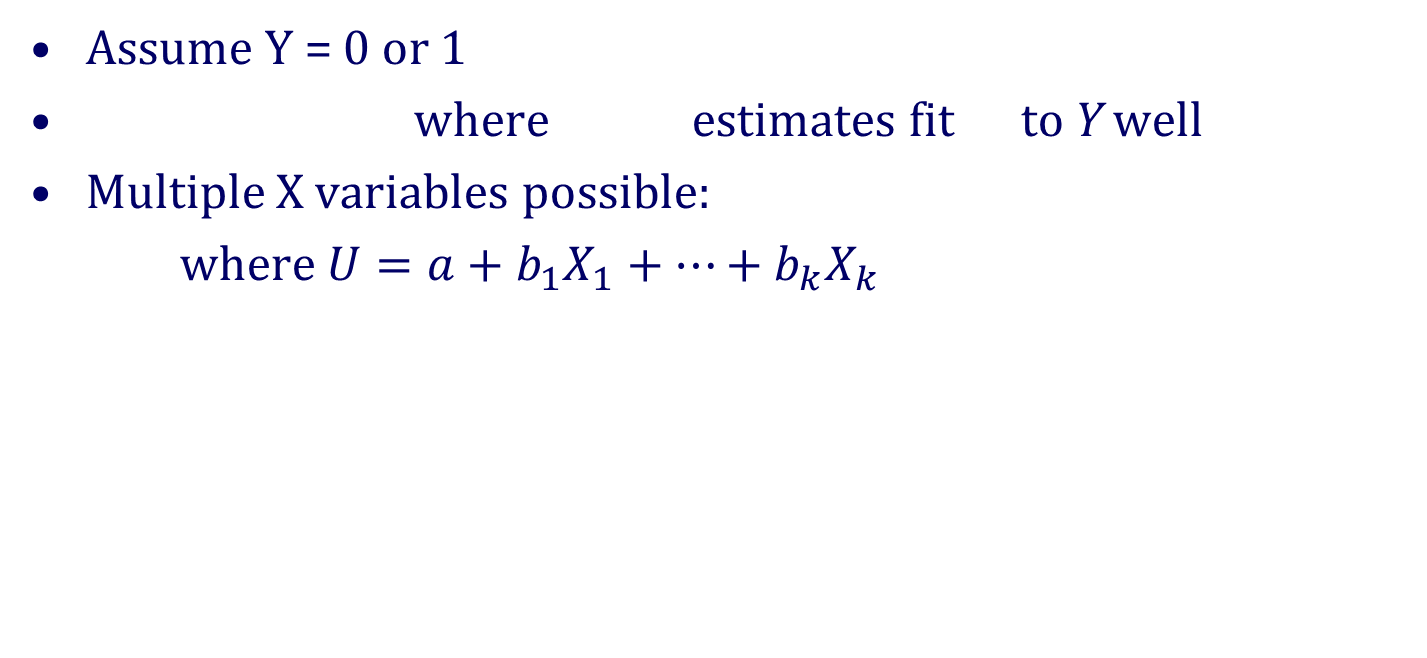 • Assume Y = 0 or 1
• where estimates fit to Y well
• Multiple X variables possible:
where U = a + b₁X₁ + ⋯ + bₖXₖ